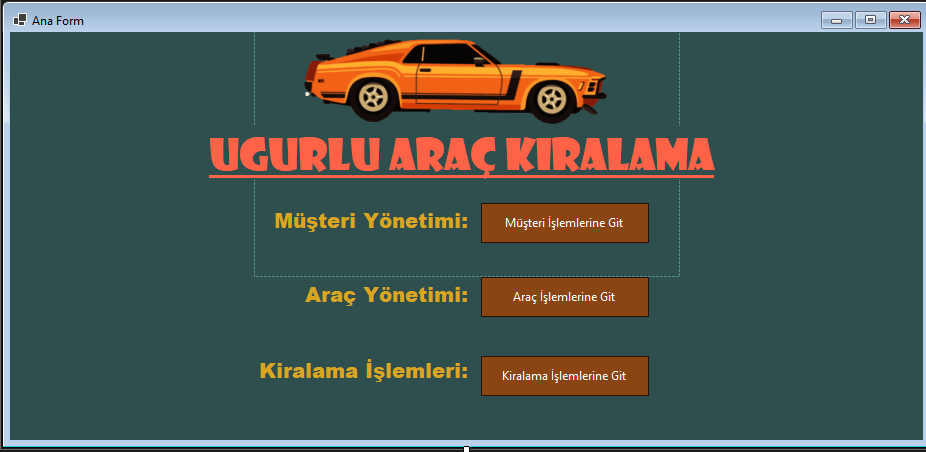 Ana Form
UGURLU ARAÇ KIRALAMA
Müşteri Yönetimi: Müşteri İşlemlerine Git
Araç Yönetimi: Araç İşlemlerine Git
Kiralama İşlemleri: Kiralama İşlemlerine Git